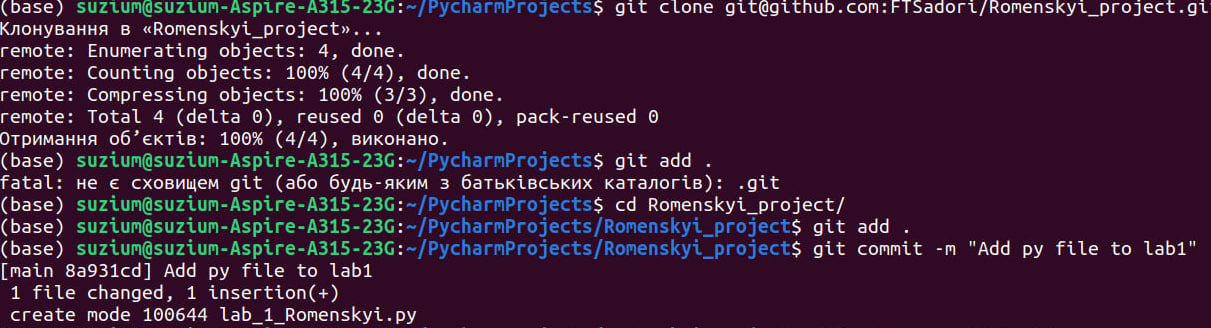 (base) suzium@suzium-Aspire-A315-23G:~/PycharmProjects$ git clone git@github.com:FTSadori/Romenskyi_project.git
Клонування в «Romenskyi_project»...
remote: Enumerating objects: 4, done.
remote: Counting objects: 100% (4/4), done.
remote: Compressing objects: 100% (3/3), done.
remote: Total 4 (delta 0), reused 0 (delta 0), pack-reused 0
Отримання об’єктів: 100% (4/4), виконано.
(base) suzium@suzium-Aspire-A315-23G:~/PycharmProjects$ git add .
fatal: не є сховищем git (або будь-яким з батьківських каталогів): .git
(base) suzium@suzium-Aspire-A315-23G:~/PycharmProjects$ cd Romenskyi_project/
(base) suzium@suzium-Aspire-A315-23G:~/PycharmProjects/Romenskyi_project$ git add .
(base) suzium@suzium-Aspire-A315-23G:~/PycharmProjects/Romenskyi_project$ git commit -m "Add py file to lab1"
[main 8a931cd] Add py file to lab1
 1 file changed, 1 insertion(+)
 create mode 100644 lab_1_Romenskyi.py